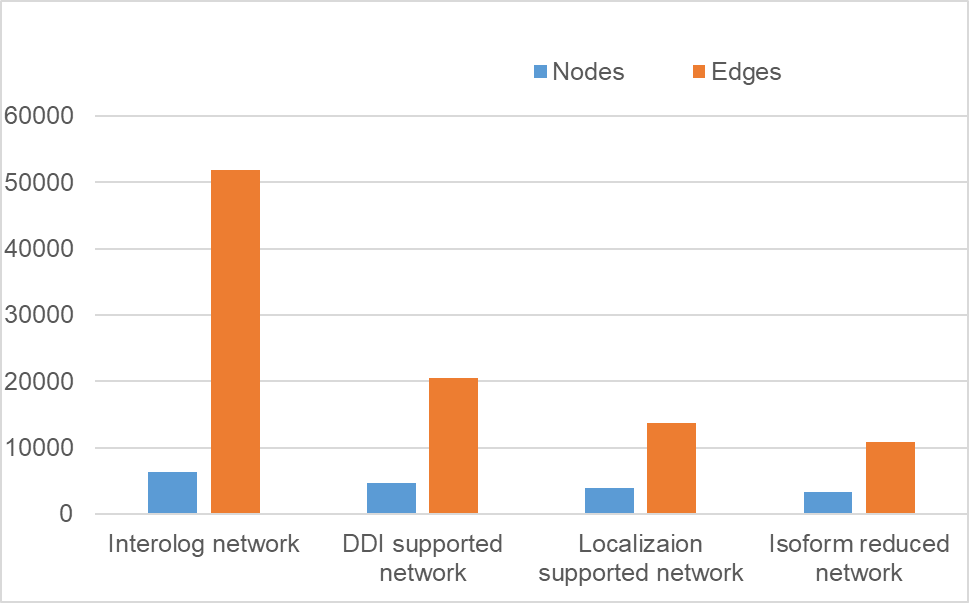 Nodes Edges
60000
50000
40000
30000
20000
10000
0
Interolog network
DDI supported
network
Localizaion
supported network
Isoform reduced
network